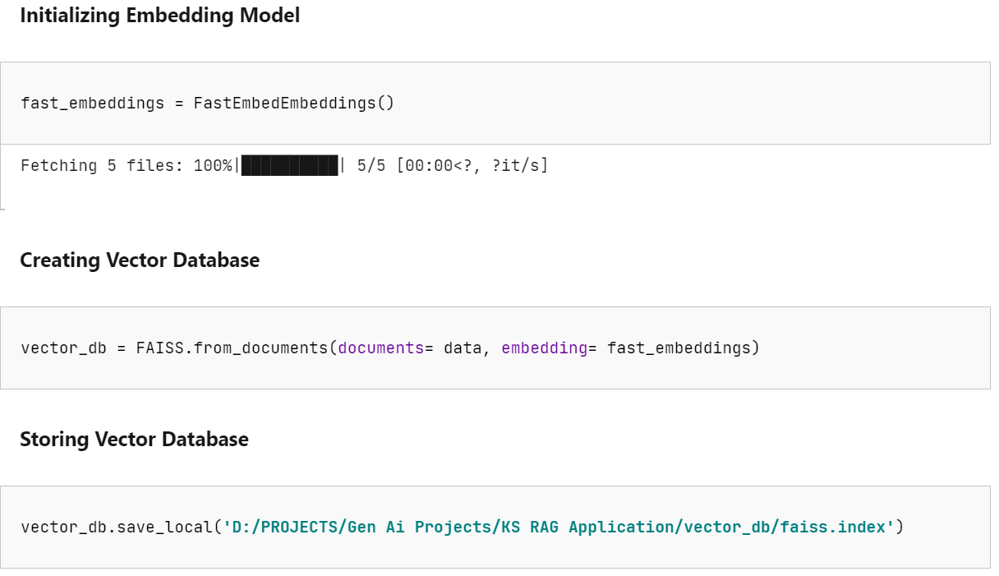 Initializing Embedding Model
fast_embeddings = FastEmbedEmbeddings()
Fetching 5 files: 100%|██████████| 5/5 [00:00<?, ?it/s]
Creating Vector Database
vector_db = FAISS.from_documents(documents= data, embedding= fast_embeddings)
Storing Vector Database
vector_db.save_local('D:/PROJECTS/Gen Ai Projects/KS RAG Application/vector_db/faiss.index')